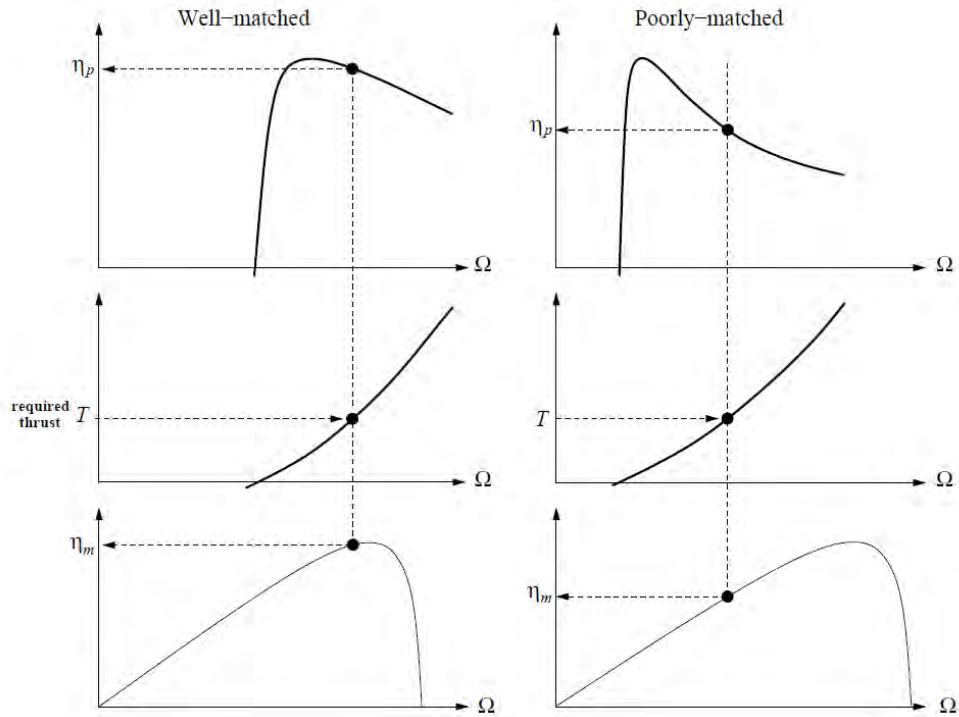 Well−matched
Poorly−matched
ηp
Ω
ηp
Ω
required
thrust T
Ω
T
Ω
ηm
Ω
ηm
Ω